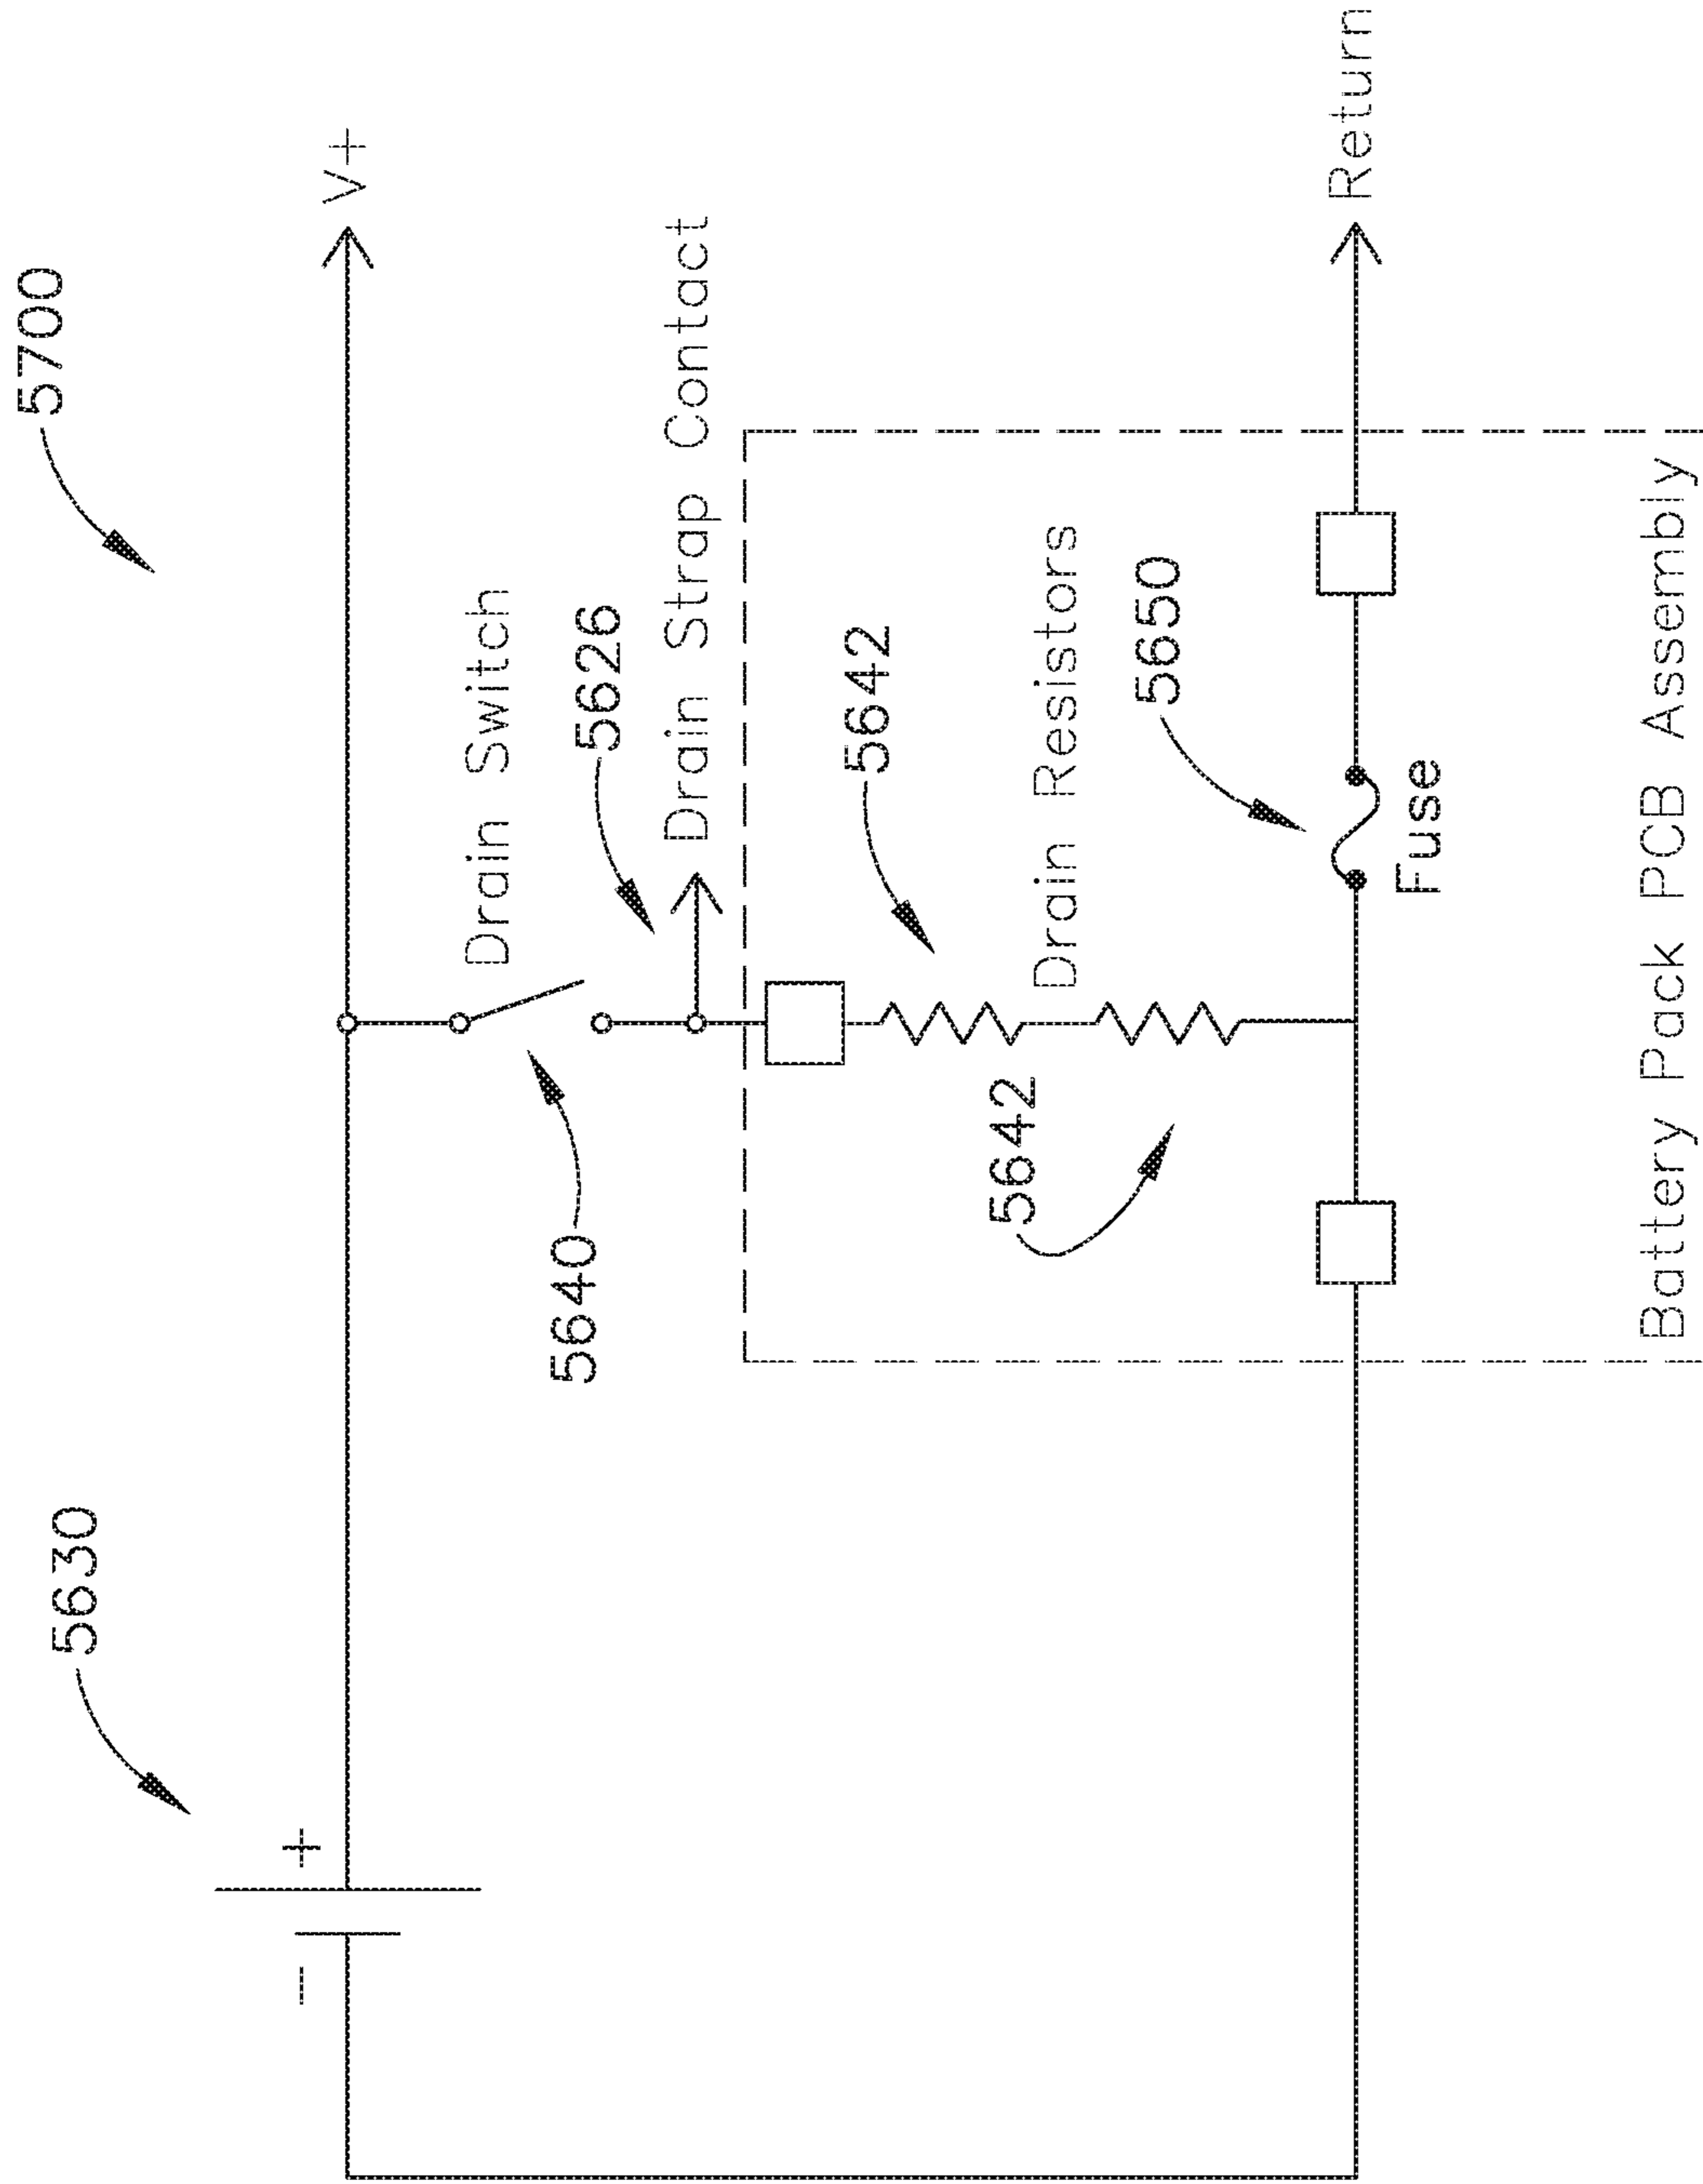 5700
5630
+
−
V+
Drain Switch
5640
5626
Drain Strap Contact
5642
5642
Drain Resistors
5650
Fuse
Return
Battery Pack PCB Assembly